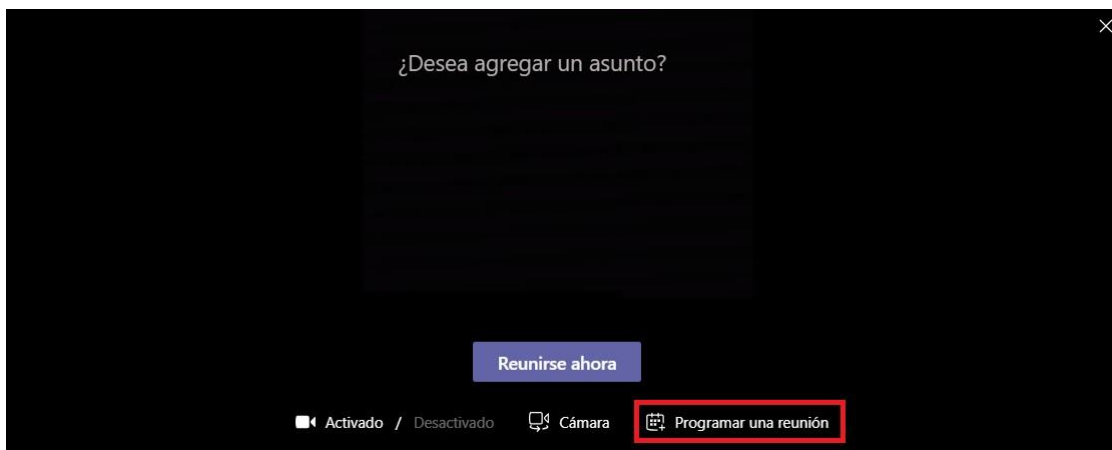 ¿Desea agregar un asunto?
Reunirse ahora
Activado / Desactivado Cámara Programar una reunión